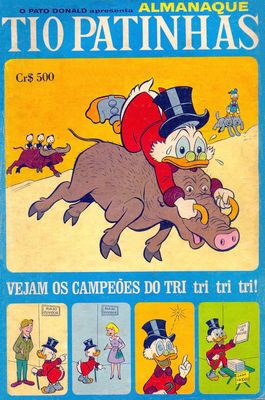 O PATO DONALD apresenta ALMANAQUE
TIO PATINHAS
Cr$ 500
VEJAM OS CAMPEÕES DO TRI tri tri tri!